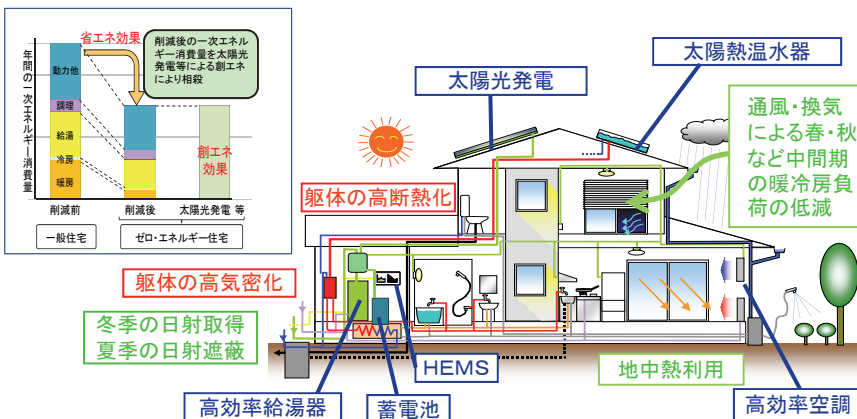 省エネ効果
削減後の一次エネル
ギー消費量を太陽光
発電等による創エネ
により相殺
年間の一次エネルギー消費量
動力他
調理
給湯
冷房
暖房
創エネ
効果
削減前
削減後
太陽光発電 等
一般住宅
ゼロ・エネルギー住宅
太陽光発電
太陽熱温水器
通風・換気
による春・秋
など中間期
の暖冷房負
荷の低減
躯体の高断熱化
躯体の高気密化
冬季の日射取得
夏季の日射遮蔽
HEMS
地中熱利用
高効率給湯器
蓄電池
高効率空調